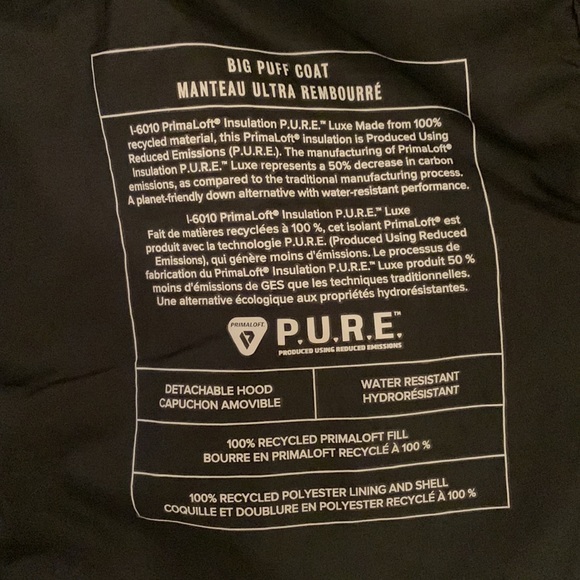 BIG PUFF COAT
MANTEAU ULTRA REMBOURRÉ
I-6010 PrimaLoft® Insulation P.U.R.E.™ Luxe Made from 100%
recycled material, this PrimaLoft® insulation is Produced Using
Reduced Emissions (P.U.R.E.). The manufacturing of PrimaLoft®
Insulation P.U.R.E.™ Luxe represents a 50% decrease in carbon
emissions, as compared to the traditional manufacturing process.
A planet-friendly down alternative with water-resistant performance.
I-6010 PrimaLoft® Insulation P.U.R.E.™ Luxe
Fait de matières recyclées à 100 %, cet isolant PrimaLoft® est
produit avec la technologie P.U.R.E. (Produced Using Reduced
Emissions), qui génère moins d'émissions. Le processus de
fabrication du PrimaLoft® Insulation P.U.R.E.™ Luxe produit 50 %
moins d'émissions de GES que les techniques traditionnelles.
Une alternative écologique aux propriétés hydrorésistantes.
PRIMALOFT
P.U.R.E.™
PRODUCED USING REDUCED EMISSIONS
DETACHABLE HOOD
CAPUCHON AMOVIBLE
WATER RESISTANT
HYDRORÉSISTANT
100% RECYCLED PRIMALOFT FILL
BOURRE EN PRIMALOFT RECYCLÉ À 100 %
100% RECYCLED POLYESTER LINING AND SHELL
COQUILLE ET DOUBLURE EN POLYESTER RECYCLÉ À 100 %